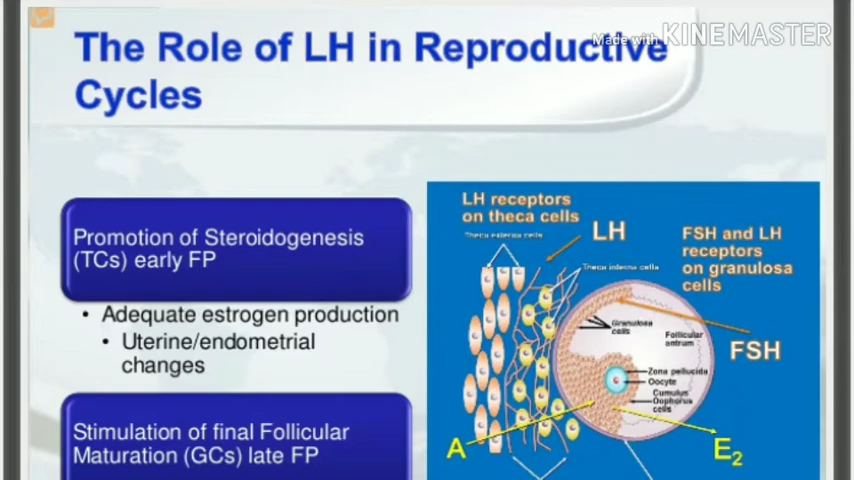 Made with KINEMASTER
The Role of LH in Reproductive
Cycles
Promotion of Steroidogenesis
(TCs) early FP
• Adequate estrogen production
• Uterine/endometrial
changes
Stimulation of final Follicular
Maturation (GCs) late FP
LH receptors
on theca cells
Theca externa cells
LH
FSH and LH
receptors
on granulosa
cells
Theca interna cells
Granulosa
cells
Follicular
antrum
FSH
Zona pellucida
Oocyte
Cumulus
Oophorus
cells
A
E2